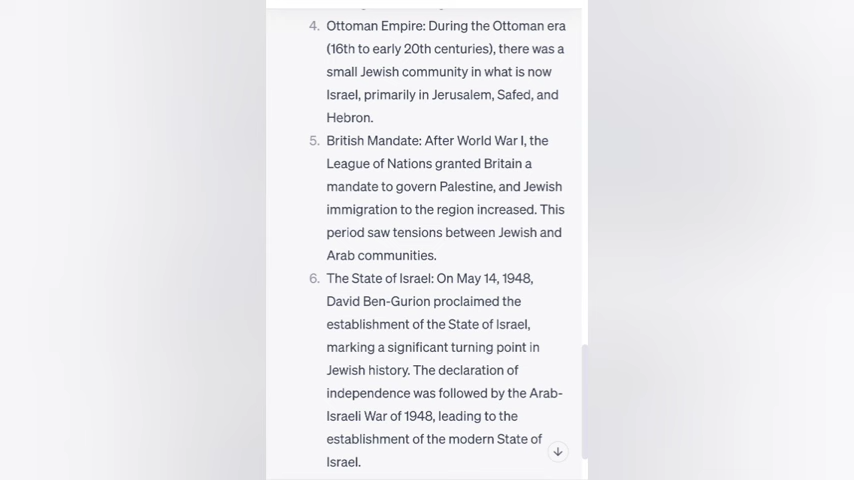 4. Ottoman Empire: During the Ottoman era
(16th to early 20th centuries), there was a
small Jewish community in what is now
Israel, primarily in Jerusalem, Safed, and
Hebron.
5. British Mandate: After World War I, the
League of Nations granted Britain a
mandate to govern Palestine, and Jewish
immigration to the region increased. This
period saw tensions between Jewish and
Arab communities.
6. The State of Israel: On May 14, 1948,
David Ben-Gurion proclaimed the
establishment of the State of Israel,
marking a significant turning point in
Jewish history. The declaration of
independence was followed by the Arab-
Israeli War of 1948, leading to the
establishment of the modern State of
Israel.